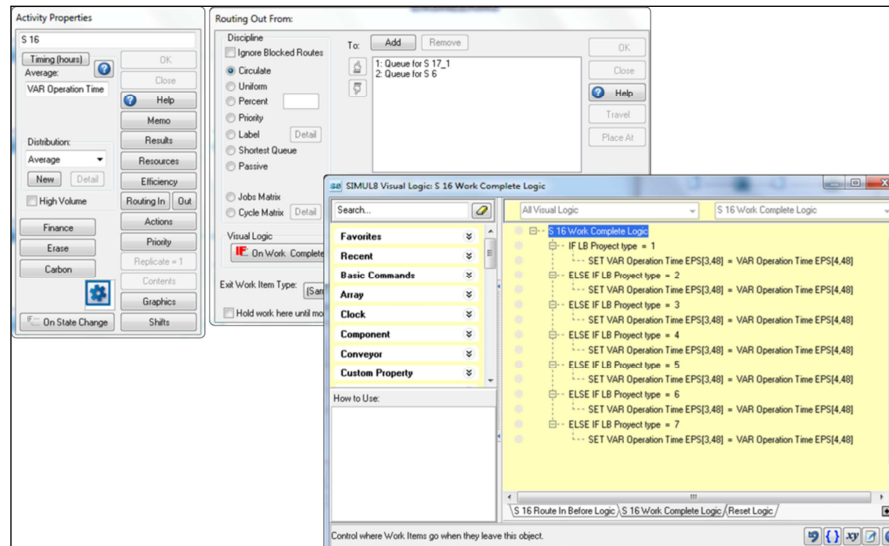 Activity Properties
S 16
Timing (hours)
Average:
VAR Operation Time
Distribution:
Average
New
Detail
High Volume
Finance
Erase
Carbon
On State Change
OK
Close
Help
Memo
Results
Resources
Efficiency
Routing In
Out
Actions
Priority
Replicate = 1
Contents
Graphics
Shifts
Routing Out From:
Discipline
Ignore Blocked Routes
Circulate
Uniform
Percent
Priority
Label
Detail
Shortest Queue
Passive
Jobs Matrix
Cycle Matrix
Detail
Visual Logic
On Work Complete
Exit Work Item Type:
Hold work here until
To:
Add
Remove
1: Queue for S 17_1
2: Queue for S 6
OK
Close
Help
Travel
Place At
SIMUL8 Visual Logic: S 16 Work Complete Logic
Search...
Favorites
Recent
Basic Commands
Array
Clock
Component
Conveyor
Custom Property
How to Use:
All Visual Logic
S 16 Work Complete Logic
S 16 Work Complete Logic
IF LB Proyect type = 1
SET VAR Operation Time EPS[3,48] = VAR Operation Time EPS[4,48]
ELSE IF LB Proyect type = 2
SET VAR Operation Time EPS[3,48] = VAR Operation Time EPS[4,48]
ELSE IF LB Proyect type = 3
SET VAR Operation Time EPS[3,48] = VAR Operation Time EPS[4,48]
ELSE IF LB Proyect type = 4
SET VAR Operation Time EPS[3,48] = VAR Operation Time EPS[4,48]
ELSE IF LB Proyect type = 5
SET VAR Operation Time EPS[3,48] = VAR Operation Time EPS[4,48]
ELSE IF LB Proyect type = 6
SET VAR Operation Time EPS[3,48] = VAR Operation Time EPS[4,48]
ELSE IF LB Proyect type = 7
SET VAR Operation Time EPS[3,48] = VAR Operation Time EPS[4,48]
S 16 Route In Before Logic
S 16 Work Complete Logic
Reset Logic
Control where Work Items go when they leave this object.